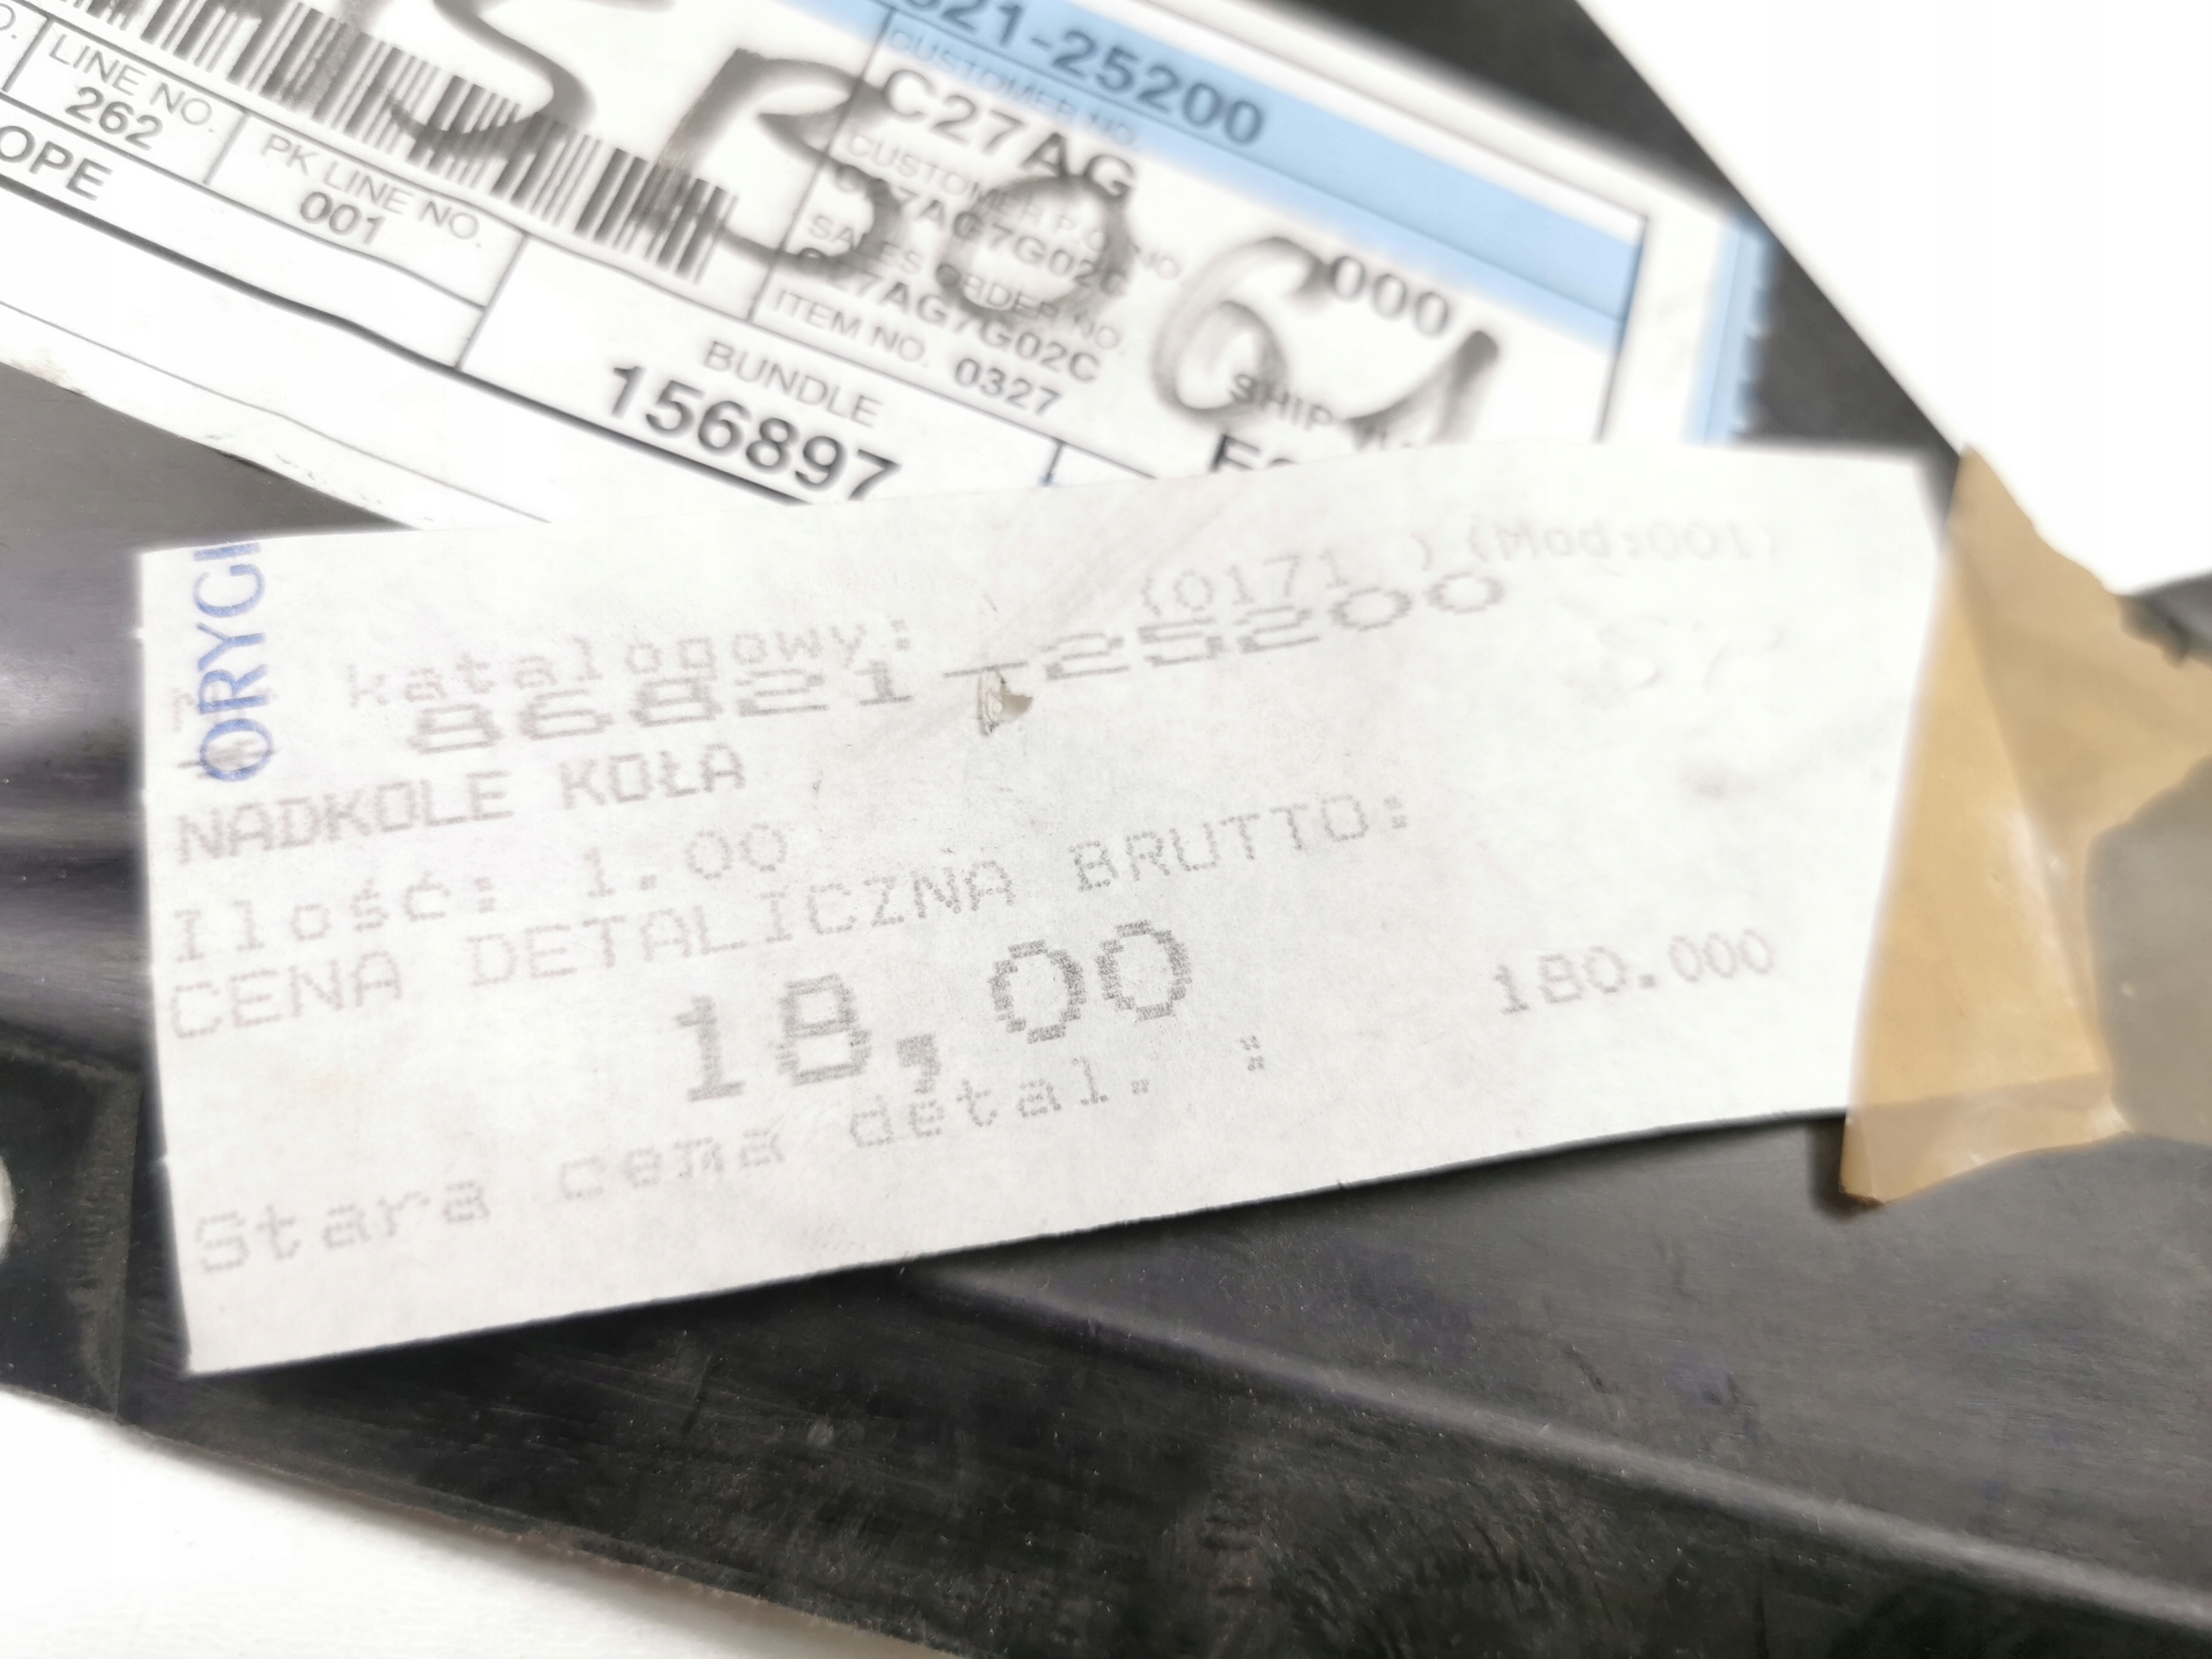 821-25200
CUSTOMER NO.
C27AG
CUSTOMER P.O. NO.
C27AG7G02C
000
SALES ORDER NO.
C27AG7G02C
ITEM NO. 0327
LINE NO.
262
PK LINE NO.
001
OPE
BUNDLE
156897
SHIP
(0171 ) (Mod:001)
katalogowy:
86821-25200
NADKOLE KOŁA
Ilość: 1.00
CENA DETALICZNA BRUTTO:
18,00
Stara cena detal. : 180.000
ORYGI